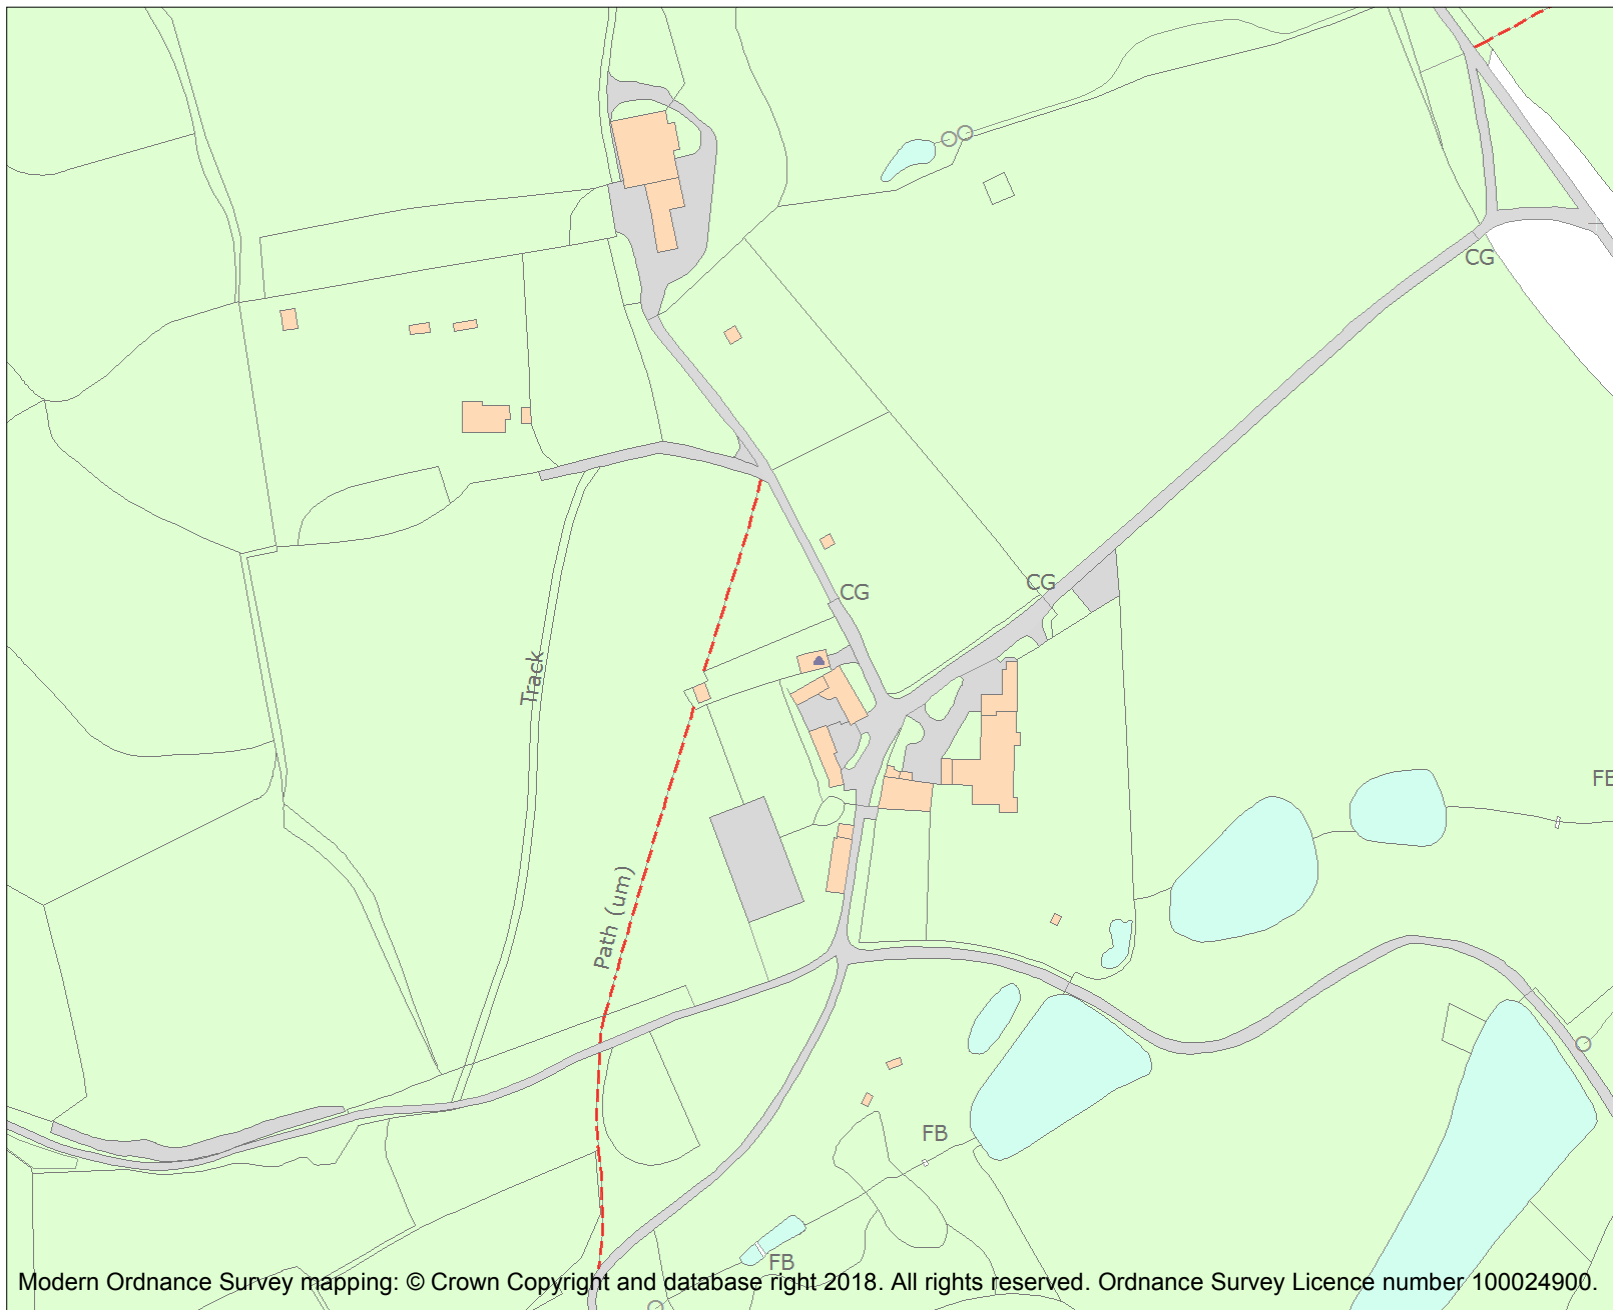 CG
CG
CG
Track
FB
Path (um)
FB
FB
Modern Ordnance Survey mapping: © Crown Copyright and database right 2018. All rights reserved. Ordnance Survey Licence number 100024900.